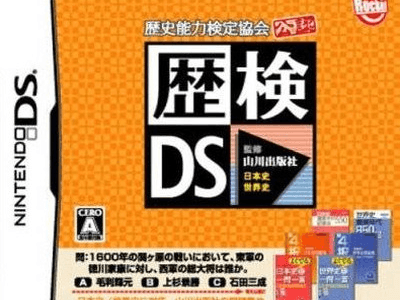 NINTENDO DS
歴史能力検定協会 公認
Rocket
歴検
DS
監修
山川出版社
日本史
世界史
CERO
A
問：1600年の関ヶ原の戦いにおいて、東軍の
徳川家康に対し、西軍の総大将は誰か。
A 毛利輝元 B 上杉景勝 C 石田三成